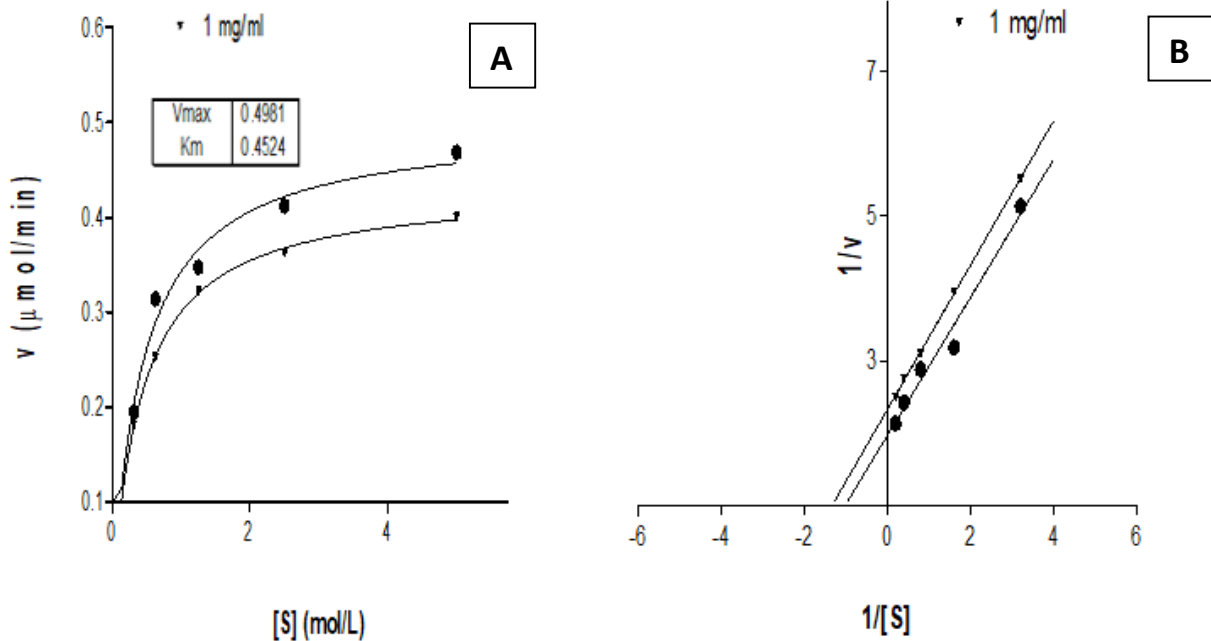 0.6
1 mg/ml
A
Vmax 0.4981
Km 0.4524
0.5
0.4
0.3
0.2
0.1
0 2 4
v (μmol/min)
[S] (mol/L)
1 mg/ml
B
7
5
3
1/v
-6 -4 -2 0 2 4 6
1/[S]